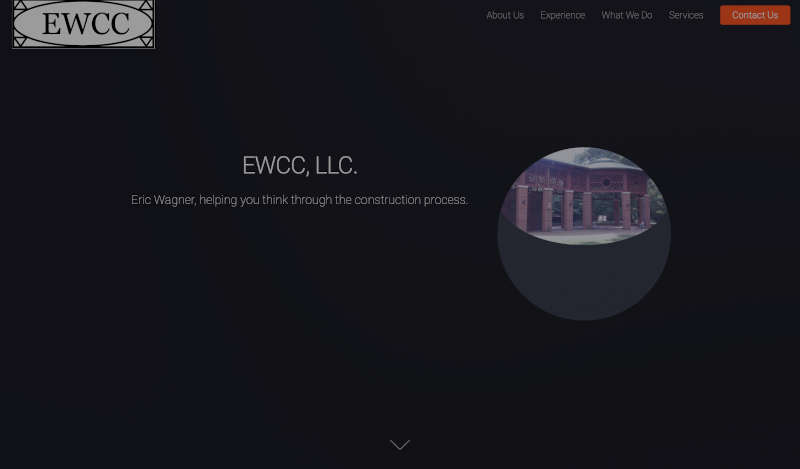 EWCC
About Us
Experience
What We Do
Services
Contact Us
EWCC, LLC.
Eric Wagner, helping you think through the construction process.